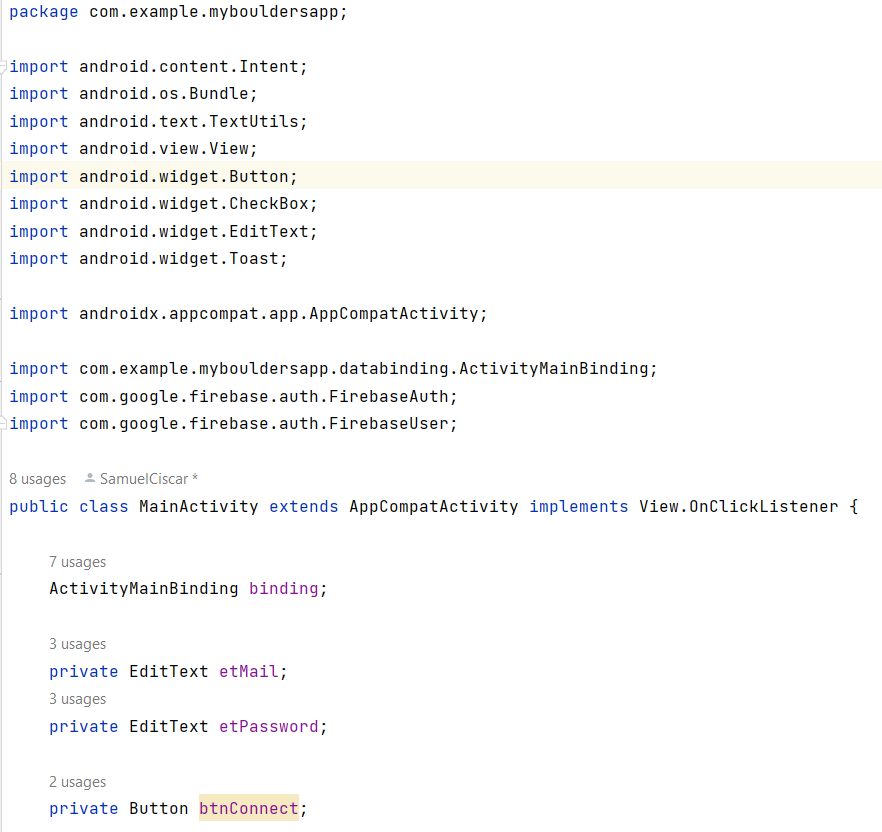 package com.example.mybouldersapp;
import android.content.Intent;
import android.os.Bundle;
import android.text.TextUtils;
import android.view.View;
import android.widget.Button;
import android.widget.CheckBox;
import android.widget.EditText;
import android.widget.Toast;
import androidx.appcompat.app.AppCompatActivity;
import com.example.mybouldersapp.databinding.ActivityMainBinding;
import com.google.firebase.auth.FirebaseAuth;
import com.google.firebase.auth.FirebaseUser;
8 usages SamuelCiscar *
public class MainActivity extends AppCompatActivity implements View.OnClickListener {
7 usages
ActivityMainBinding binding;
3 usages
private EditText etMail;
3 usages
private EditText etPassword;
2 usages
private Button btnConnect;